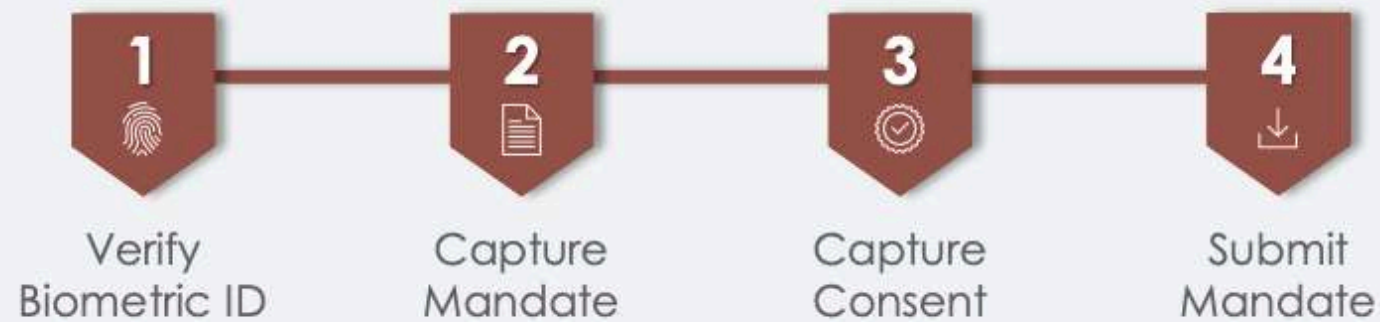 1
2
3
4
Verify
Biometric ID
Capture
Mandate
Capture
Consent
Submit
Mandate